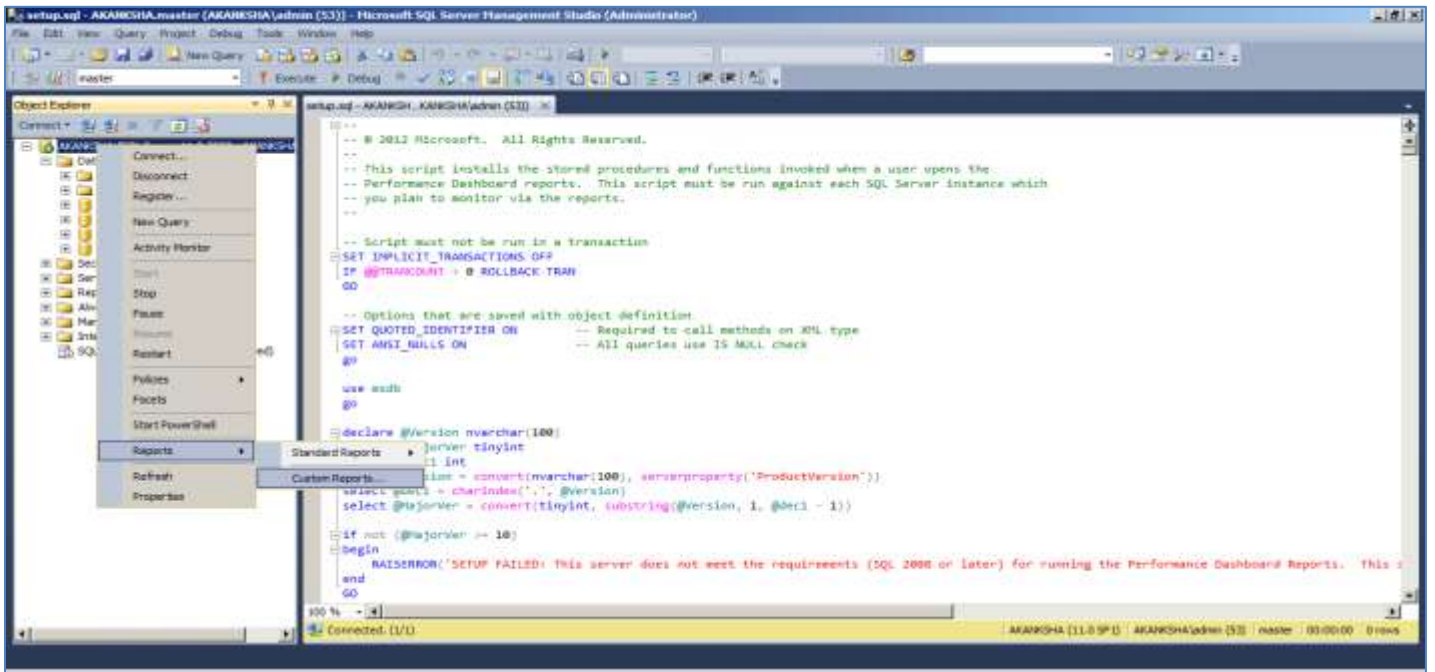 setup.sql - AKANKSHA.master (AKANKSHA\admin (53)) - Microsoft SQL Server Management Studio (Administrator)
File Edit View Query Project Debug Tools Window Help
New Query
master
Execute
Debug
Object Explorer
setup.sql - AKANKSH...KANKSHA\admin (53))
Connect
Connect...
Disconnect
Register...
New Query
Activity Monitor
Start
Stop
Pause
Resume
Restart
Policies
Facets
Start PowerShell
Reports
Refresh
Properties
Standard Reports
Custom Reports...
--
-- © 2012 Microsoft. All Rights Reserved.
--
-- This script installs the stored procedures and functions invoked when a user opens the
-- Performance Dashboard reports. This script must be run against each SQL Server instance which
-- you plan to monitor via the reports.
--
-- Script must not be run in a transaction
SET IMPLICIT_TRANSACTIONS OFF
IF @@TRANCOUNT > 0 ROLLBACK TRAN
GO
-- Options that are saved with object definition
SET QUOTED_IDENTIFIER ON -- Required to call methods on XML type
SET ANSI_NULLS ON -- All queries use IS NULL check
go
use msdb
go
declare @Version nvarchar(100)
jorVer tinyint
int
= convert(nvarchar(100), serverproperty('ProductVersion'))
select @deci = charindex('.', @Version)
select @MajorVer = convert(tinyint, substring(@Version, 1, @deci - 1))
if not (@MajorVer >= 10)
begin
RAISERROR('SETUP FAILED: This server does not meet the requirements (SQL 2008 or later) for running the Performance Dashboard Reports. This
end
GO
100 %
Connected. (1/1)
AKANKSHA (11.0 SP1) AKANKSHA\admin (53) master 00:00:00 0 rows